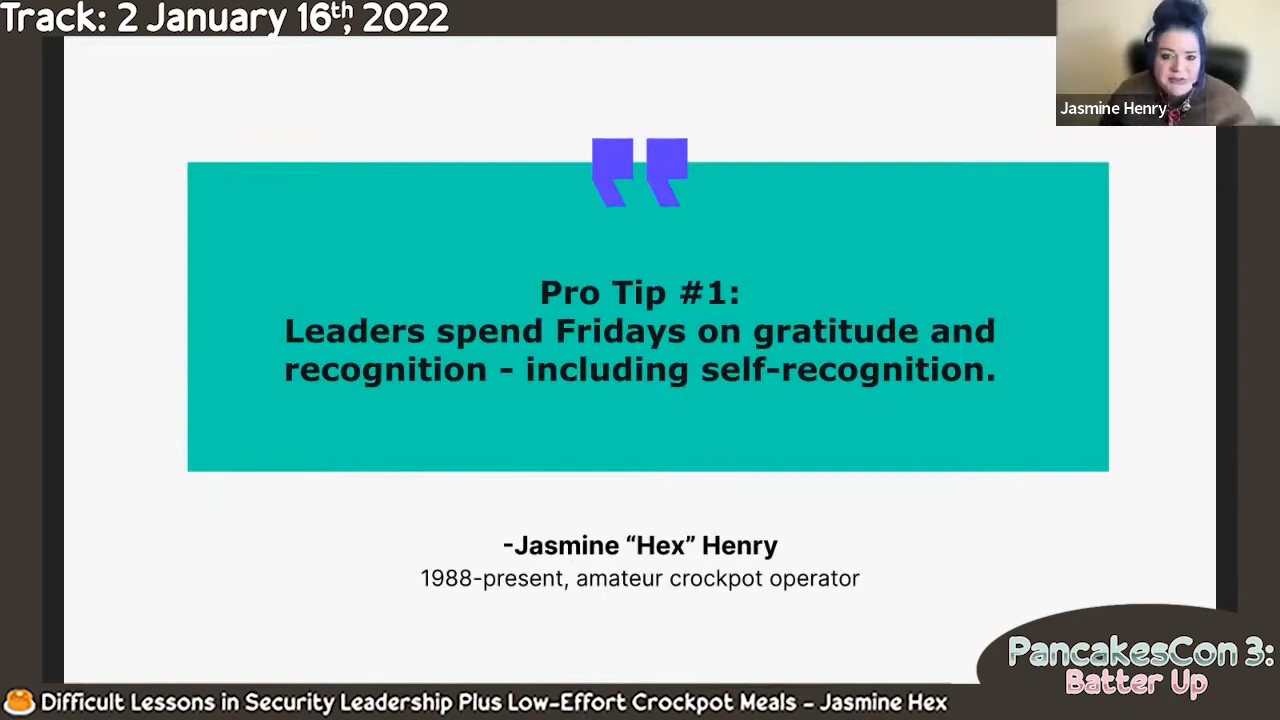 Track: 2 January 16th, 2022
Jasmine Henry
Pro Tip #1:
Leaders spend Fridays on gratitude and
recognition - including self-recognition.
-Jasmine “Hex” Henry
1988-present, amateur crockpot operator
PancakesCon 3:
Batter Up
Difficult Lessons in Security Leadership Plus Low-Effort Crockpot Meals - Jasmine Hex